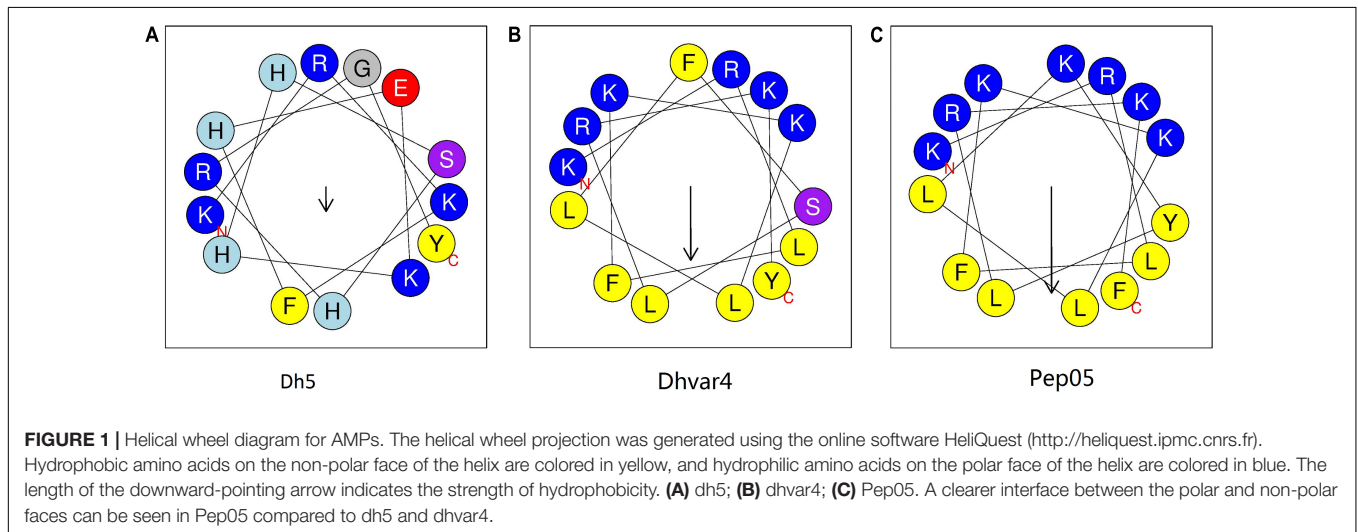 A
B
C
H
R
G
E
H
S
R
K
K
Y
C
N
H
K
F
H
F
R
K
K
R
K
K
N
L
S
L
F
Y
C
L
L
K
K
R
R
K
K
K
N
L
Y
F
L
L
F
C
L
Dh5
Dhvar4
Pep05
FIGURE 1 | Helical wheel diagram for AMPs. The helical wheel projection was generated using the online software HeliQuest (http://heliquest.ipmc.cnrs.fr).
Hydrophobic amino acids on the non-polar face of the helix are colored in yellow, and hydrophilic amino acids on the polar face of the helix are colored in blue. The
length of the downward-pointing arrow indicates the strength of hydrophobicity. (A) dh5; (B) dhvar4; (C) Pep05. A clearer interface between the polar and non-polar
faces can be seen in Pep05 compared to dh5 and dhvar4.